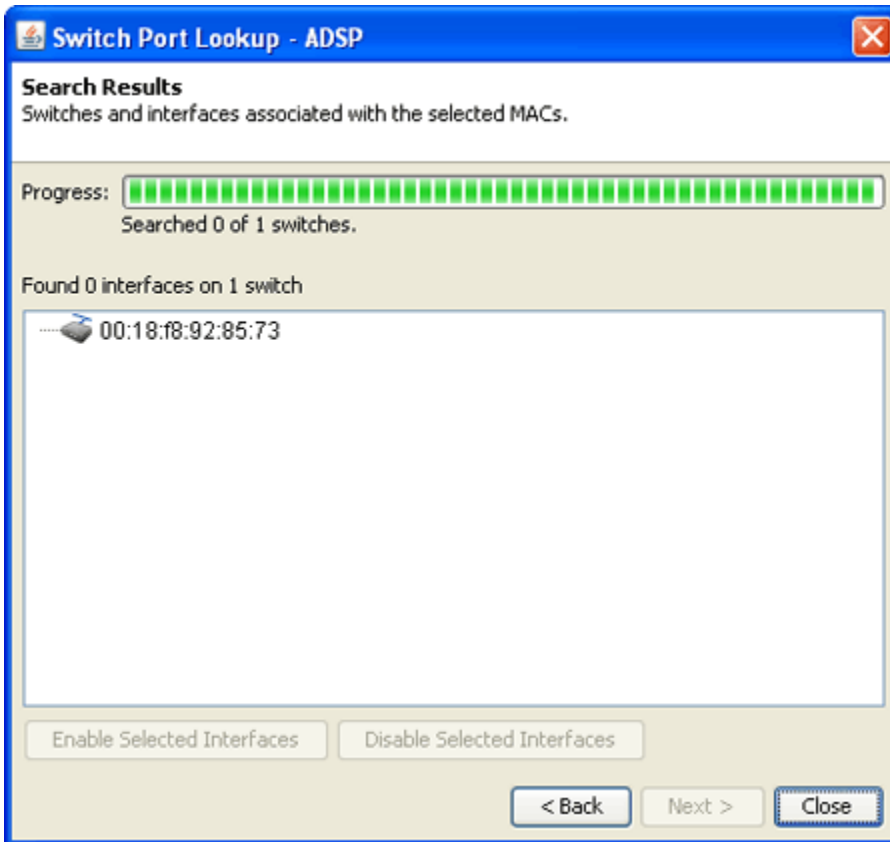 Switch Port Lookup - ADSP
Search Results
Switches and interfaces associated with the selected MACs.
Progress:
Searched 0 of 1 switches.
Found 0 interfaces on 1 switch
00:18:f8:92:85:73
Enable Selected Interfaces Disable Selected Interfaces
< Back Next > Close